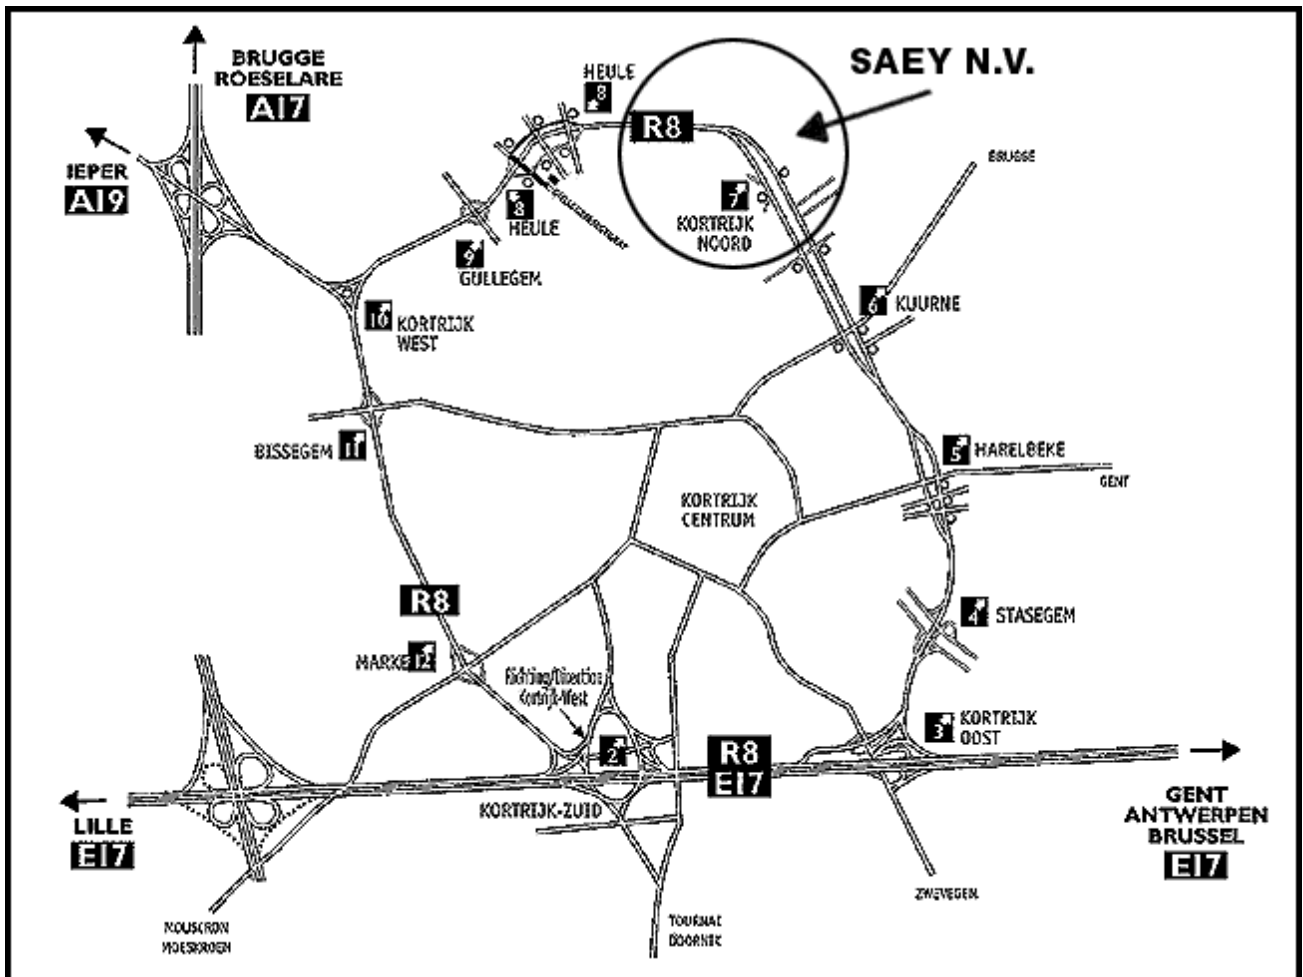 SAEY N.V.
BRUGGE
ROESELARE
A17
HEULE
8
R8
IEPER
A19
BRUGGE
7
KORTRIJK
NOORD
8
HEULE
9
GULLEGEM
6 KUURNE
10 KORTRIJK
WEST
BISSEGEM 11
5 HARELBEKE
GENT
KORTRIJK
CENTRUM
R8
4 STASEGEM
MARKE 12
Richting/Direction
Kortrijk-West
3 KORTRIJK
OOST
2
R8
E17
KORTRIJK-ZUID
LILLE
E17
GENT
ANTWERPEN
BRUSSEL
E17
ZWEVEGEM
MOUSCRON
MOESKROEN
TOURNAI
DOORNIK